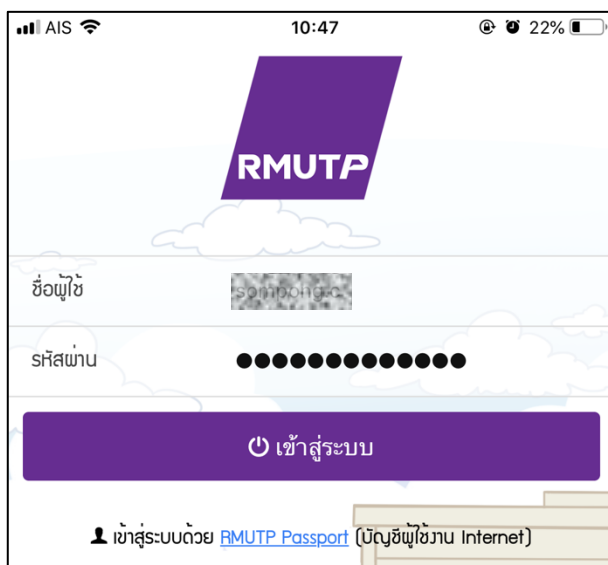 AIS 10:47 22%
RMUTP
ชื่อผู้ใช้
รหัสผ่าน
เข้าสู่ระบบ
เข้าสู่ระบบด้วย RMUTP Passport (บัญชีผู้ใช้งาน Internet)